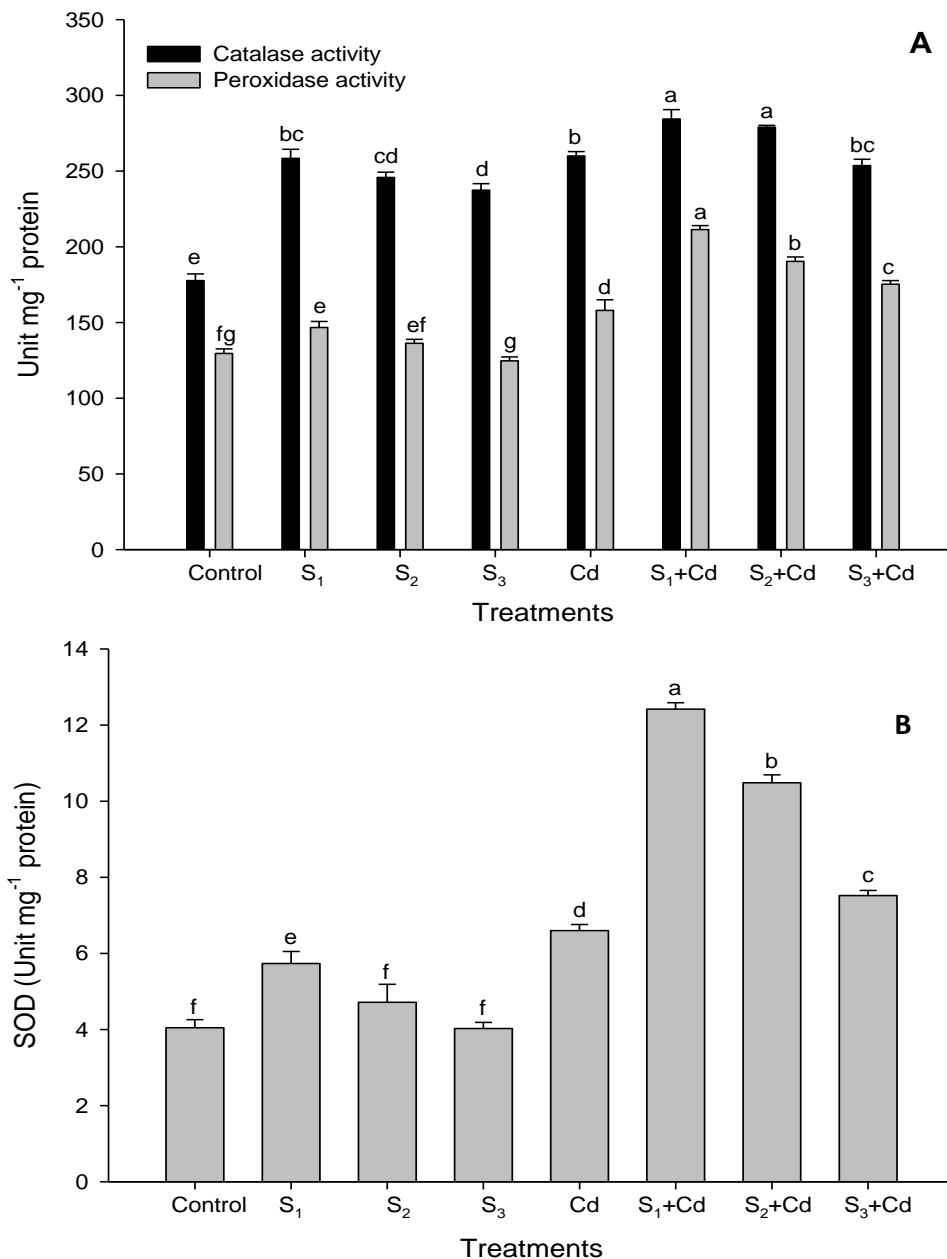 A
Catalase activity
Peroxidase activity
350
300
250
200
150
100
50
0
Unit mg-1 protein
e
fg
bc
e
cd
ef
d
g
b
d
a
a
a
b
bc
c
Control S1 S2 S3 Cd S1+Cd S2+Cd S3+Cd
Treatments
B
14
12
10
8
6
4
2
0
SOD (Unit mg-1 protein)
f
e
f
f
d
a
b
c
Control S1 S2 S3 Cd S1+Cd S2+Cd S3+Cd
Treatments